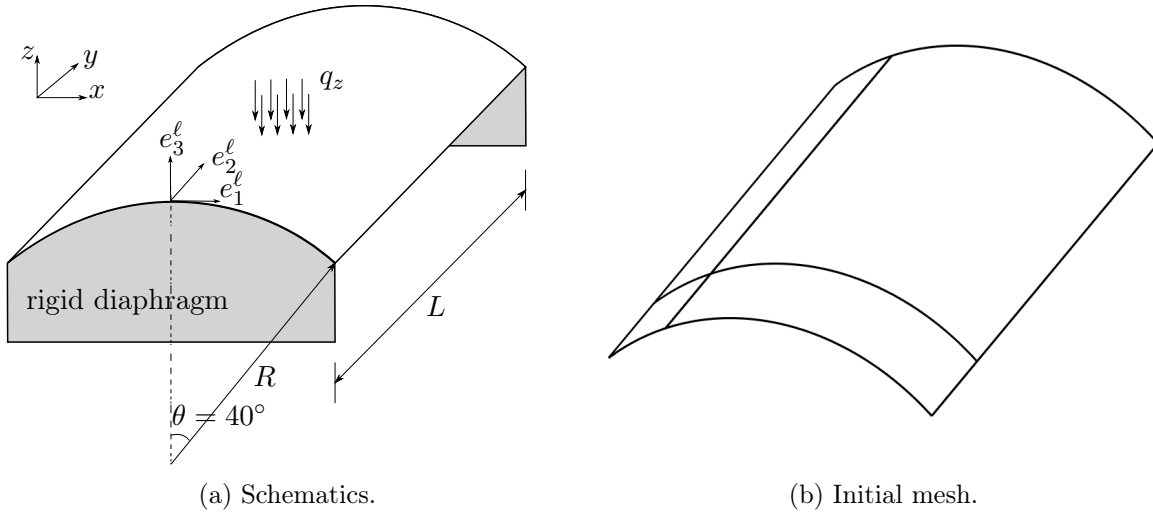 z
y
x
q_z
e_3^ℓ
e_2^ℓ
e_1^ℓ
rigid diaphragm
L
R
θ = 40°
(a) Schematics.
(b) Initial mesh.